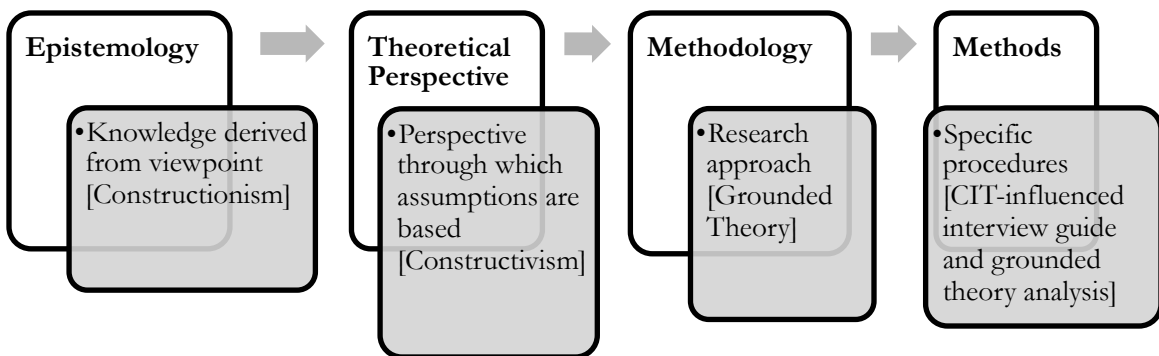 Epistemology
•Knowledge derived
from viewpoint
[Constructionism]
Theoretical
Perspective
•Perspective
through which
assumptions are
based
[Constructivism]
Methodology
•Research
approach
[Grounded
Theory]
Methods
•Specific
procedures
[CIT-influenced
interview guide
and grounded
theory analysis]